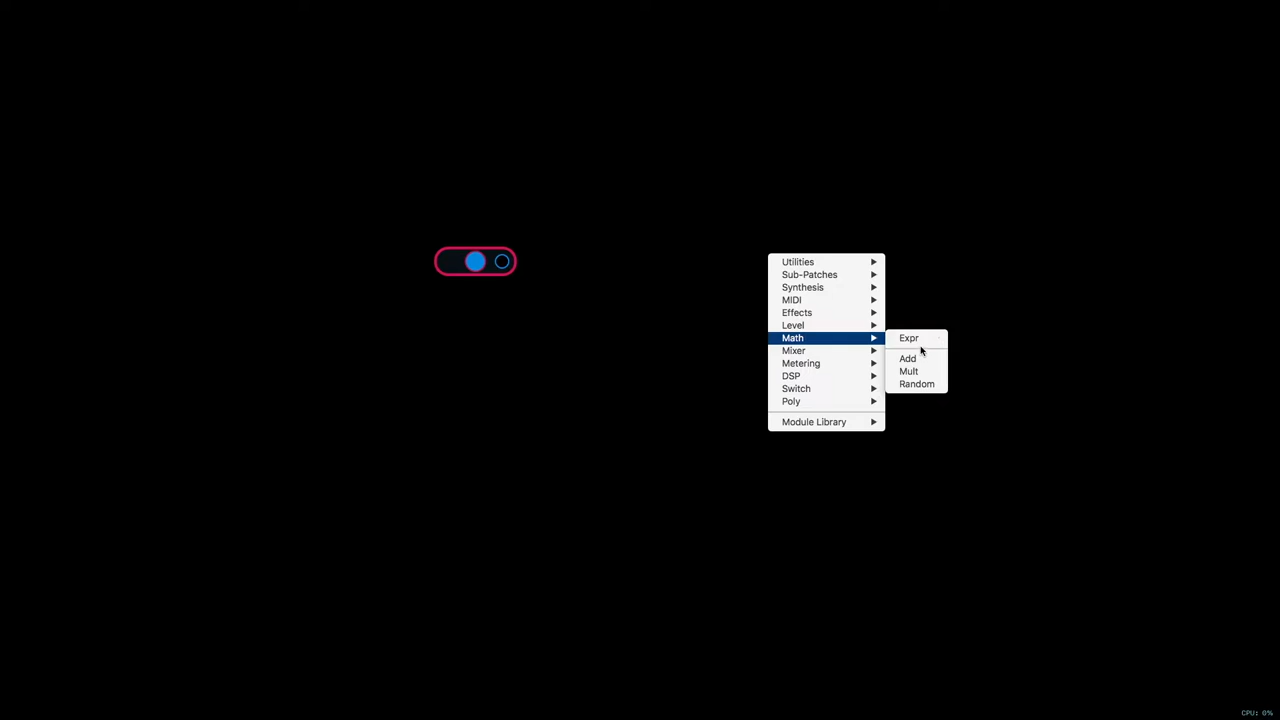 Utilities
Sub-Patches
Synthesis
MIDI
Effects
Level
Math
Mixer
Metering
DSP
Switch
Poly
Module Library
Expr
Add
Mult
Random
CPU: 0%